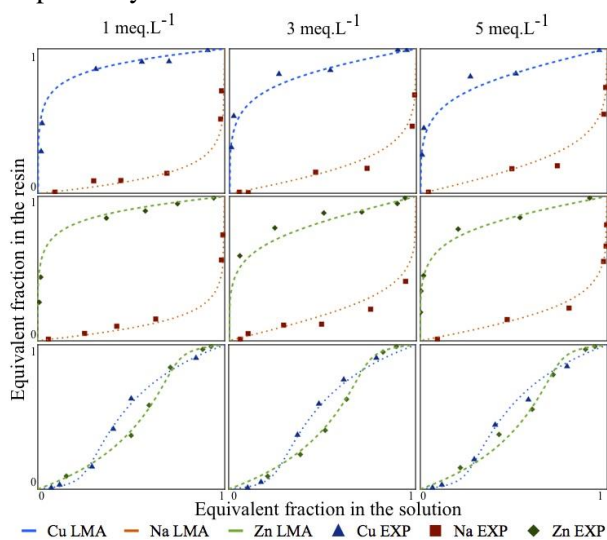 1 meq.L-1 3 meq.L-1 5 meq.L-1
1
0
1
0
1
0
Equivalent fraction in the resin
0 1 0 1 0 1
Equivalent fraction in the solution
Cu LMA Na LMA Zn LMA Cu EXP Na EXP Zn EXP